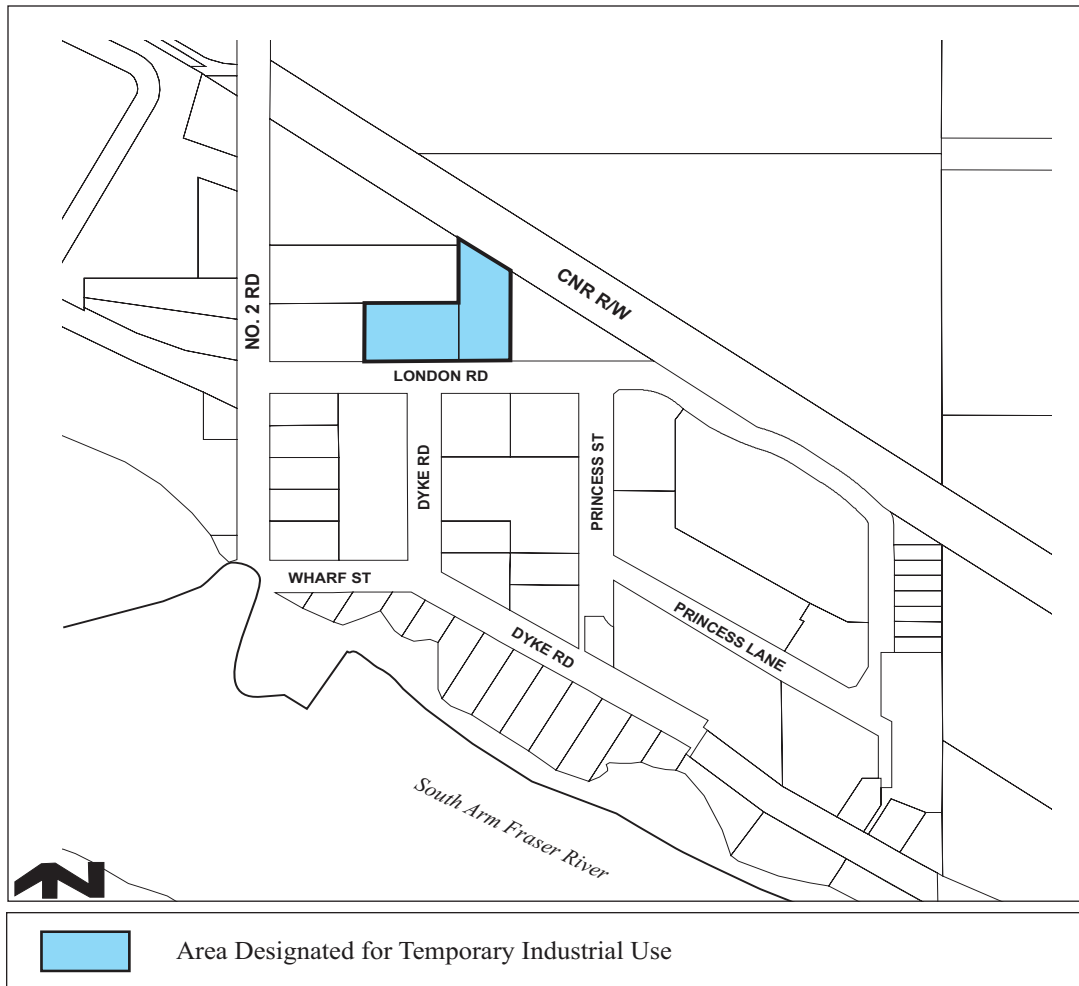 CNR R/W
NO. 2 RD
LONDON RD
DYKE RD
PRINCESS ST
WHARF ST
DYKE RD
PRINCESS LANE
South Arm Fraser River
N
Area Designated for Temporary Industrial Use